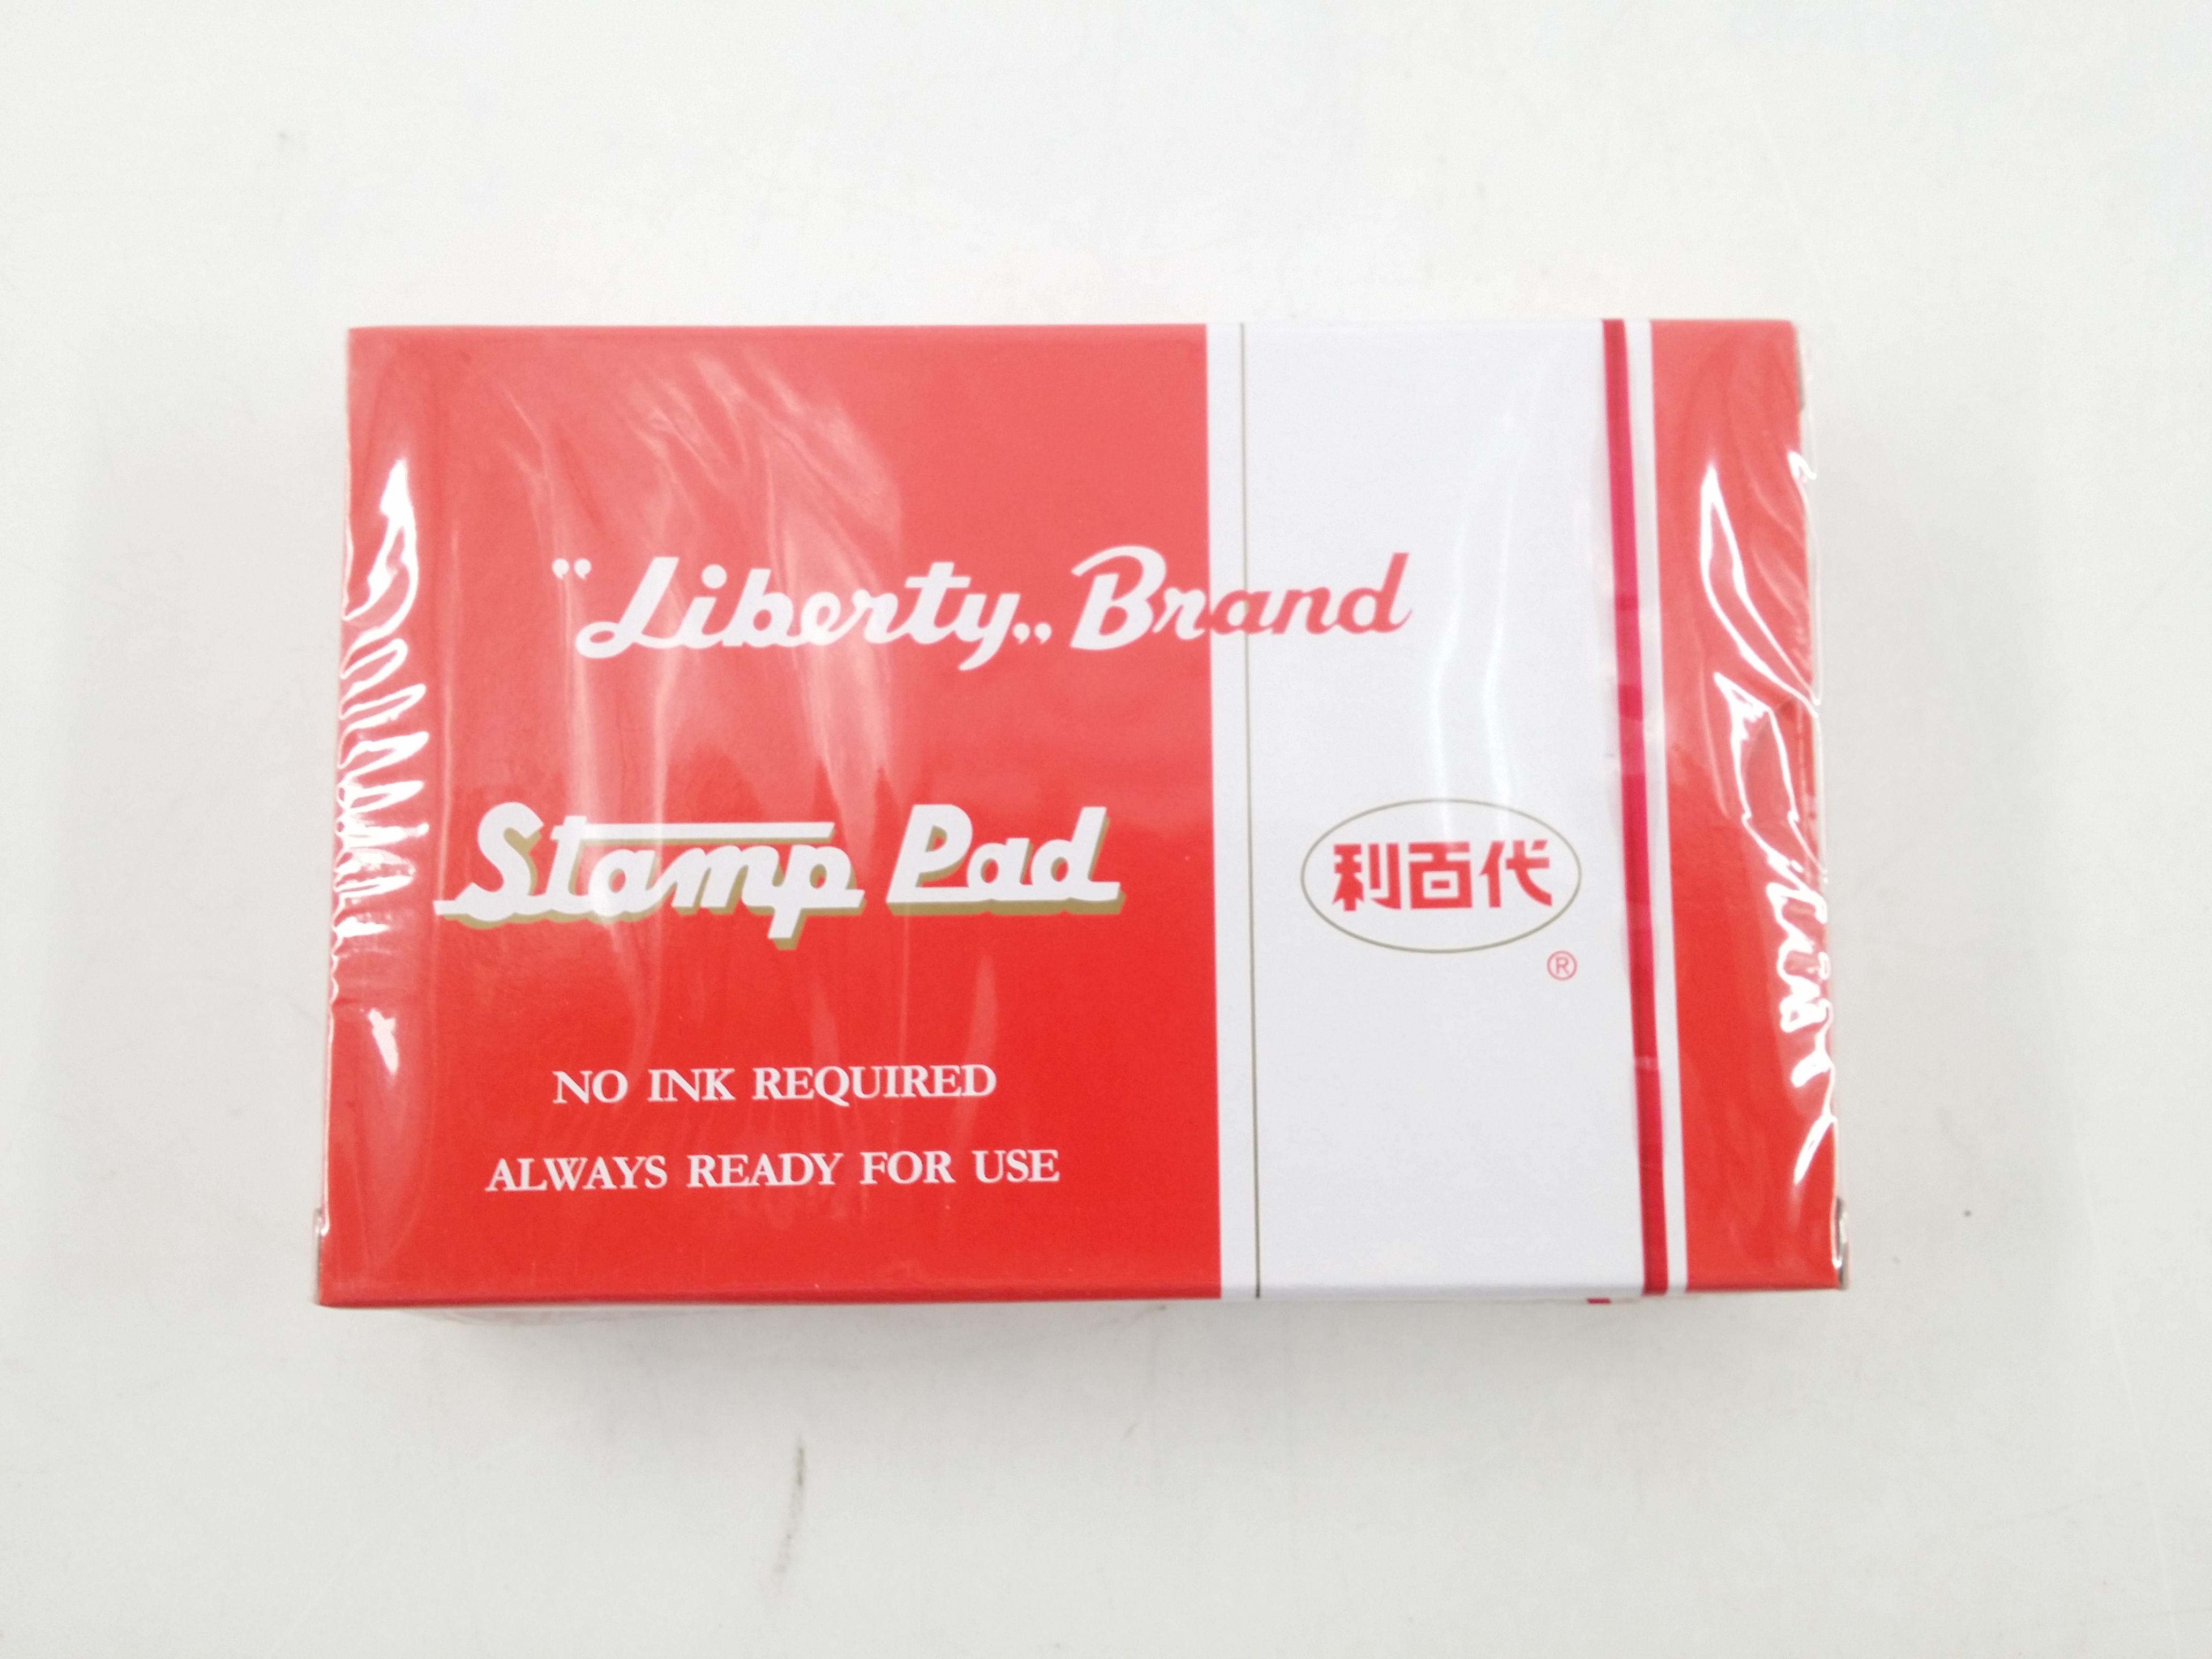 "Liberty„ Brand
Stamp Pad
利百代
®
NO INK REQUIRED
ALWAYS READY FOR USE